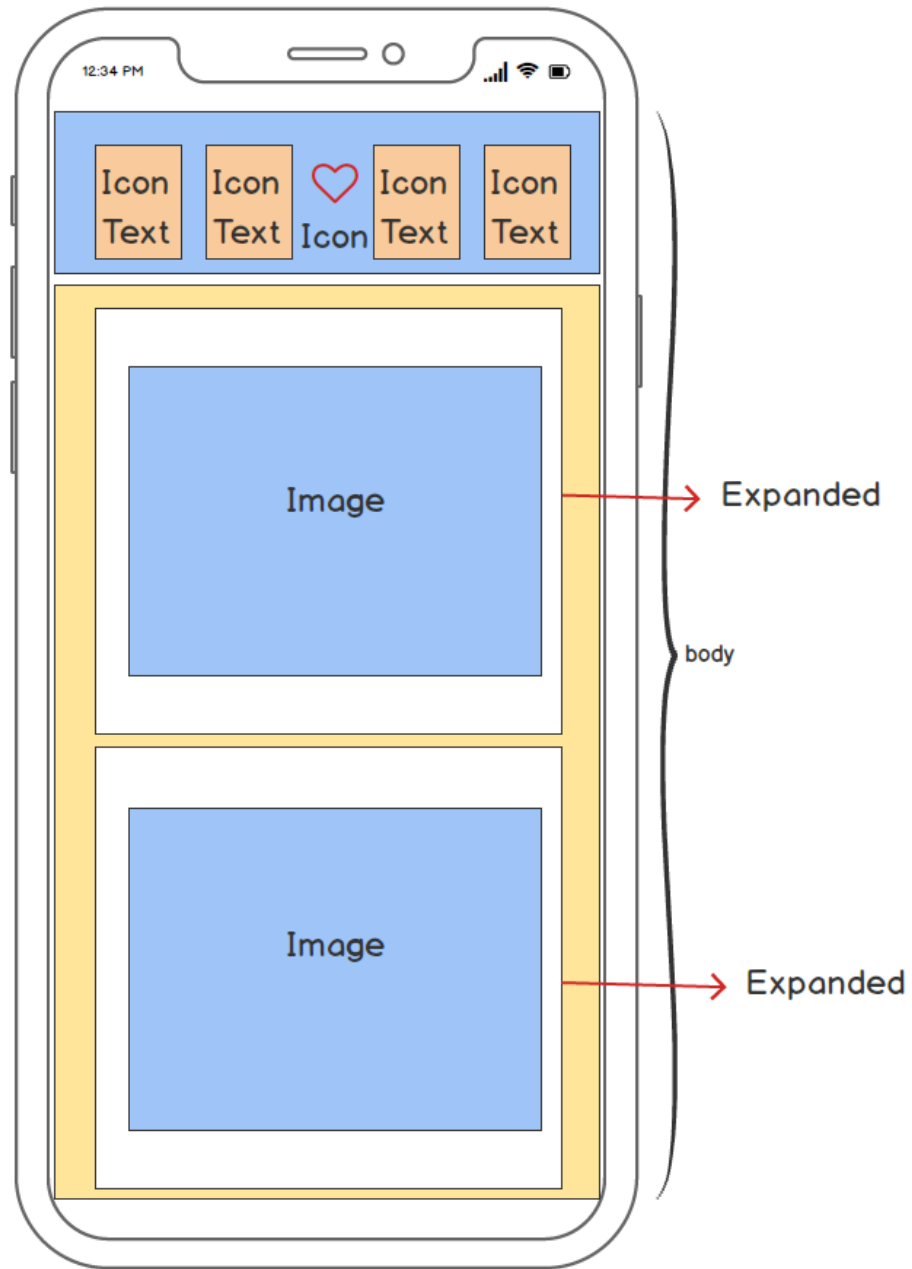 12:34 PM
Icon Icon Icon Icon
Text Text Icon Text Text
Image
Expanded
body
Image
Expanded